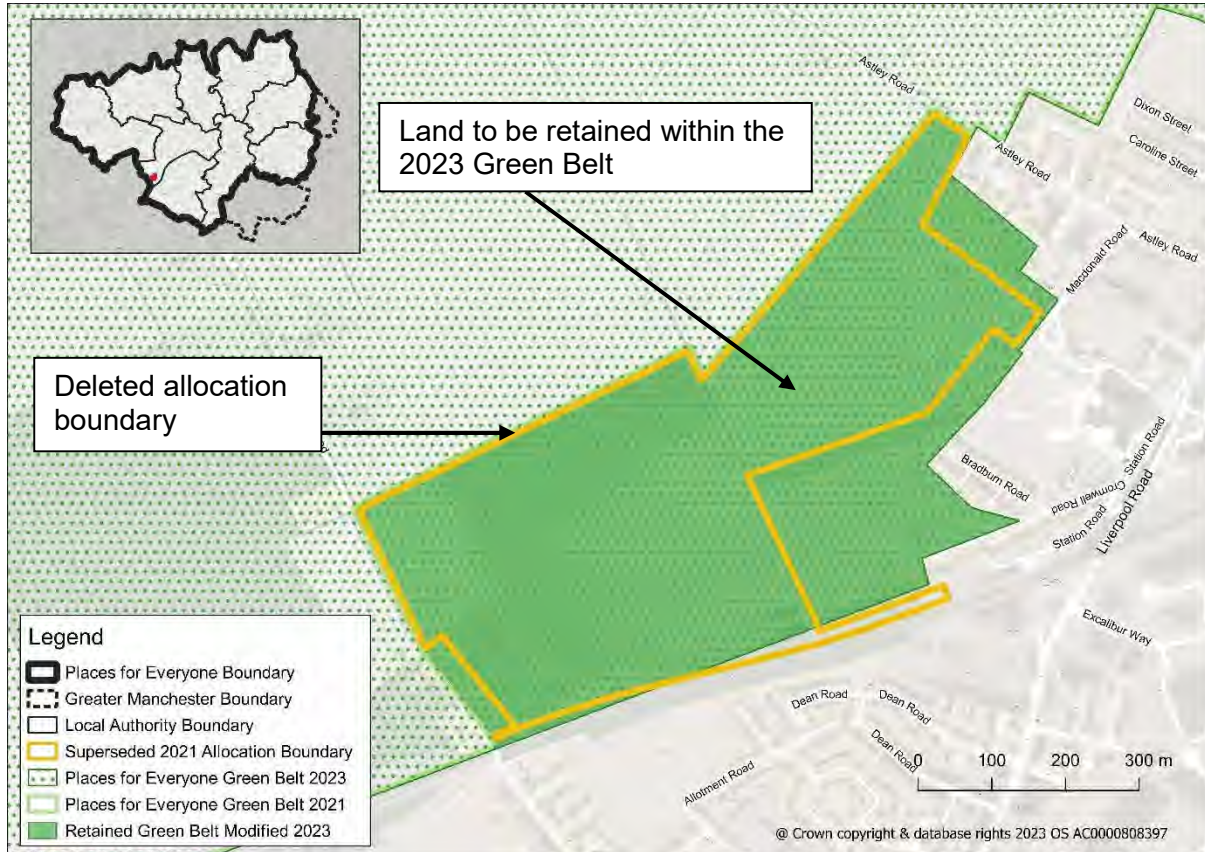 Astley Road
Land to be retained within the
2023 Green Belt
Dixon Street
Caroline Street
Astley Road
Astley Road
Macdonald Road
Deleted allocation
boundary
Bradburn Road
Cromwell Road
Station Road
Station Road
Liverpool Road
Excalibur Way
Dean Road
Dean Road
Dean Road
Allotment Road
Legend
Places for Everyone Boundary
Greater Manchester Boundary
Local Authority Boundary
Superseded 2021 Allocation Boundary
Places for Everyone Green Belt 2023
Places for Everyone Green Belt 2021
Retained Green Belt Modified 2023
0 100 200 300 m
@ Crown copyright & database rights 2023 OS AC0000808397